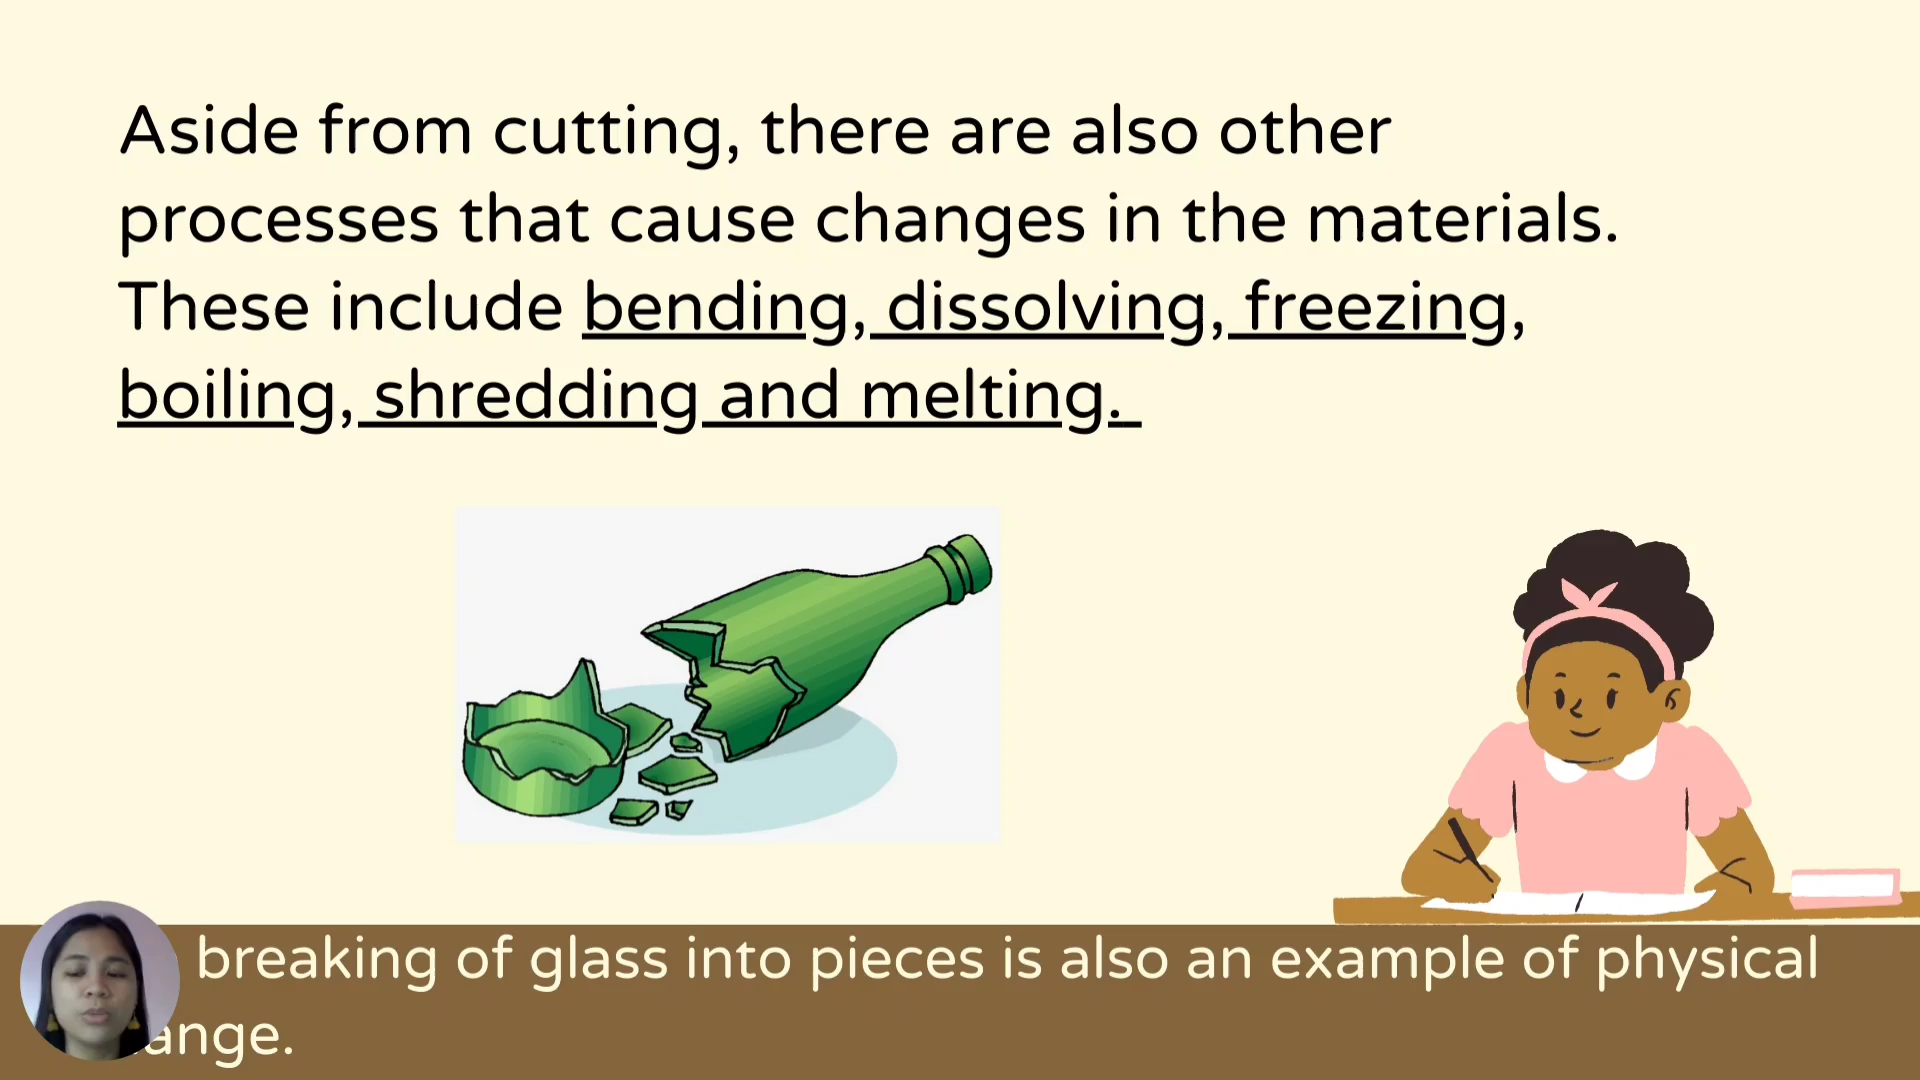 Aside from cutting, there are also other
processes that cause changes in the materials.
These include bending, dissolving, freezing,
boiling, shredding and melting.
breaking of glass into pieces is also an example of physical
ange.